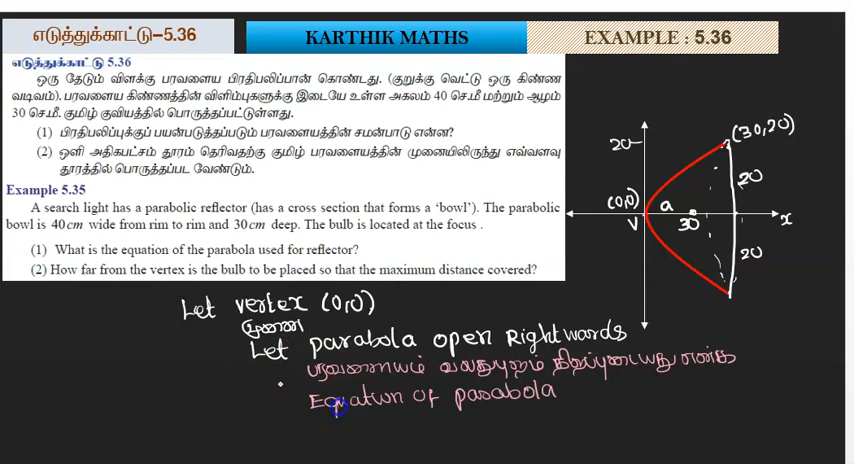 எடுத்துக்காட்டு–5.36
KARTHIK MATHS
EXAMPLE : 5.36
எடுத்துக்காட்டு 5.36
ஒரு தேடும் விளக்கு பரவளைய பிரதிபலிப்பான் கொண்டது. (குறுக்கு வெட்டு ஒரு கிண்ண
வடிவம்). பரவளைய கிண்ணத்தின் விளிம்புகளுக்கு இடையே உள்ள அகலம் 40 செ.மீ மற்றும் ஆழம்
30 செ.மீ. குமிழ் குவியத்தில் பொருத்தப்பட்டுள்ளது.
(1) பிரதிபலிப்புக்குப் பயன்படுத்தப்படும் பரவளையத்தின் சமன்பாடு என்ன?
(2) ஒளி அதிகபட்சம் தூரம் தெரிவதற்கு குமிழ் பரவளையத்தின் முனையிலிருந்து எவ்வளவு
தூரத்தில் பொருத்தப்பட வேண்டும்.
Example 5.35
A search light has a parabolic reflector (has a cross section that forms a ‘bowl’). The parabolic
bowl is 40cm wide from rim to rim and 30cm deep. The bulb is located at the focus .
(1) What is the equation of the parabola used for reflector?
(2) How far from the vertex is the bulb to be placed so that the maximum distance covered?
20
(30,20)
20
(0,0)
a
V
30
x
20
Let vertex (0,0)
முனை
Let parabola open Rightwards
பரவளையம் வலதுபுறம் திறப்புடையது என்க
Equation of parabola